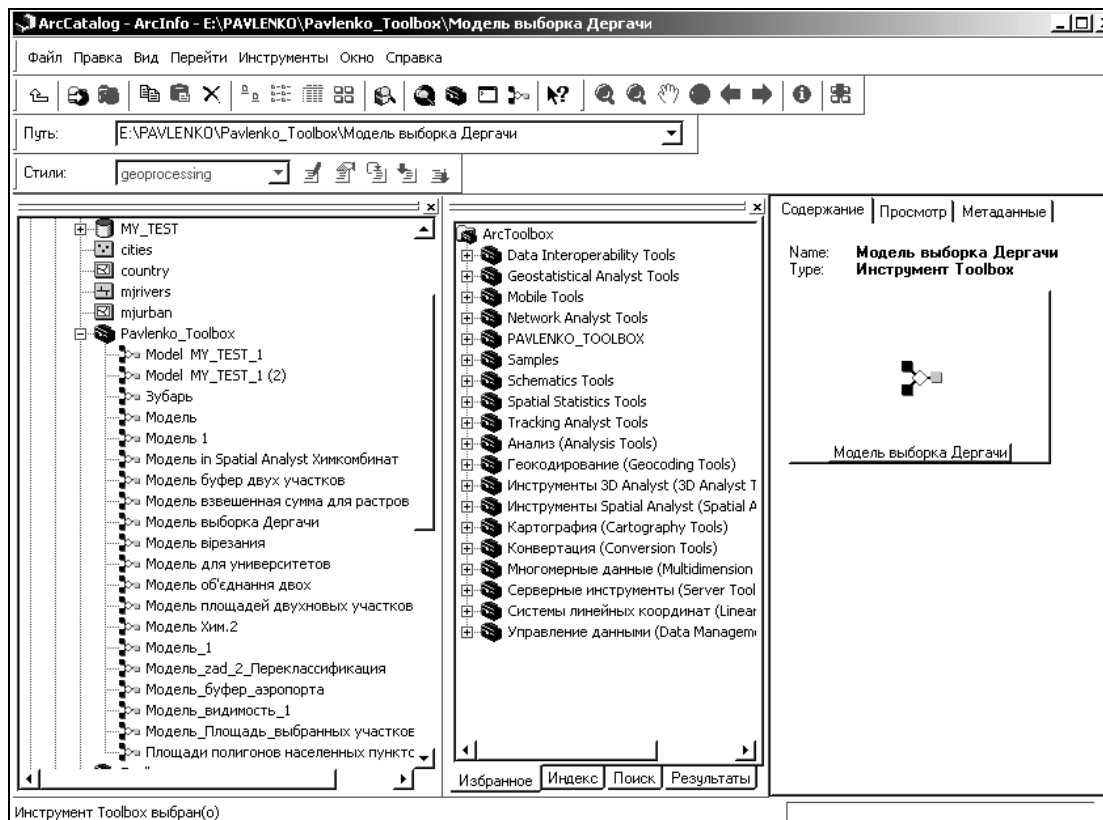 ArcCatalog - ArcInfo - E:\PAVLENKO\Pavlenko_Toolbox\Модель выборка Дергачи
Файл Правка Вид Перейти Инструменты Окно Справка
Путь: E:\PAVLENKO\Pavlenko_Toolbox\Модель выборка Дергачи
Стили: geoprocessing
MY_TEST
cities
country
mjrivers
mjurban
Pavlenko_Toolbox
Model MY_TEST_1
Model MY_TEST_1 (2)
Зубарь
Модель
Модель 1
Модель in Spatial Analyst Химкомбинат
Модель буфер двух участков
Модель взвешенная сумма для растров
Модель выборка Дергачи
Модель вірезания
Модель для университетов
Модель об'єднання двох
Модель площадей двухновых участков
Модель Хим.2
Модель_1
Модель_zad_2_Переклассификация
Модель_буфер_аэропорта
Модель_видимость_1
Модель_Площадь_выбранных участков
Площади полигонов населенных пункто
ArcToolbox
Data Interoperability Tools
Geostatistical Analyst Tools
Mobile Tools
Network Analyst Tools
PAVLENKO_TOOLBOX
Samples
Schematics Tools
Spatial Statistics Tools
Tracking Analyst Tools
Анализ (Analysis Tools)
Геокодирование (Geocoding Tools)
Инструменты 3D Analyst (3D Analyst T
Инструменты Spatial Analyst (Spatial A
Картография (Cartography Tools)
Конвертация (Conversion Tools)
Многомерные данные (Multidimension
Серверные инструменты (Server Tool
Системы линейных координат (Linear
Управление данными (Data Managem
Избранное Индекс Поиск Результаты
Содержание Просмотр Метаданные
Name: Модель выборка Дергачи
Type: Инструмент Toolbox
Модель выборка Дергачи
Инструмент Toolbox выбран(о)